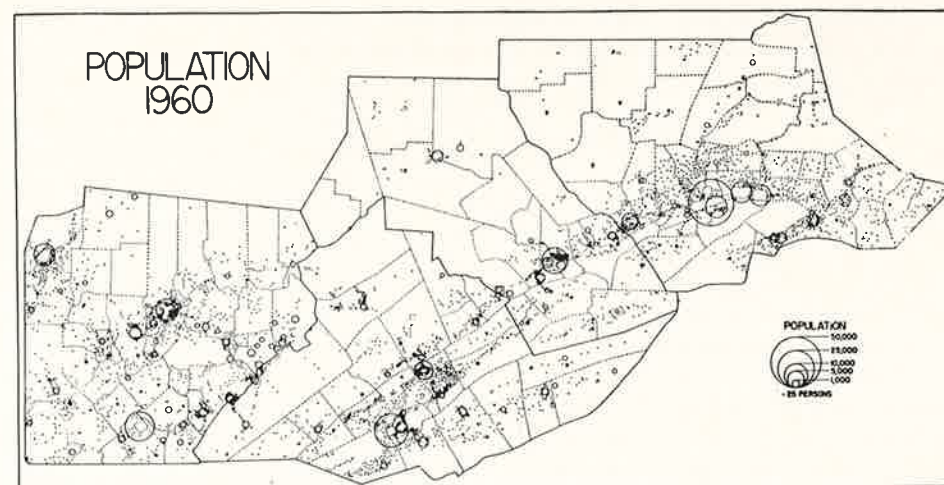 POPULATION
1960
POPULATION
50,000
25,000
10,000
5,000
1,000
• 25 PERSONS